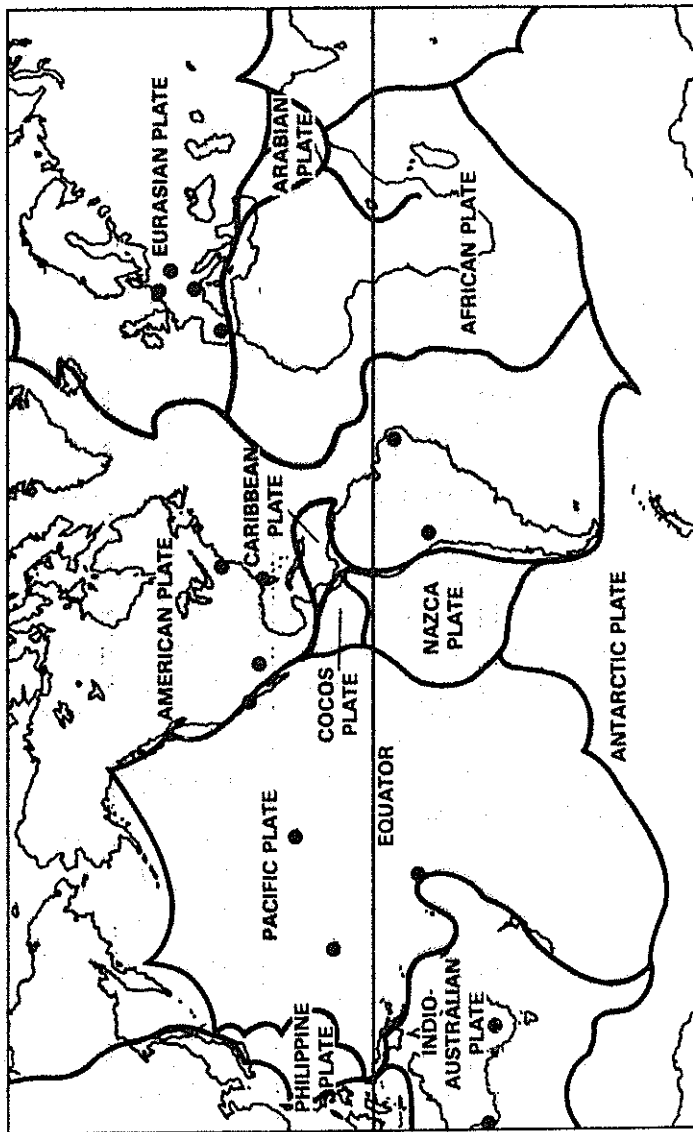 EURASIAN PLATE
ARABIAN
PLATE
AFRICAN PLATE
AMERICAN PLATE
CARIBBEAN
PLATE
COCOS
PLATE
NAZCA
PLATE
ANTARCTIC PLATE
PACIFIC PLATE
EQUATOR
PHILIPPINE
PLATE
INDIO-
AUSTRALIAN
PLATE